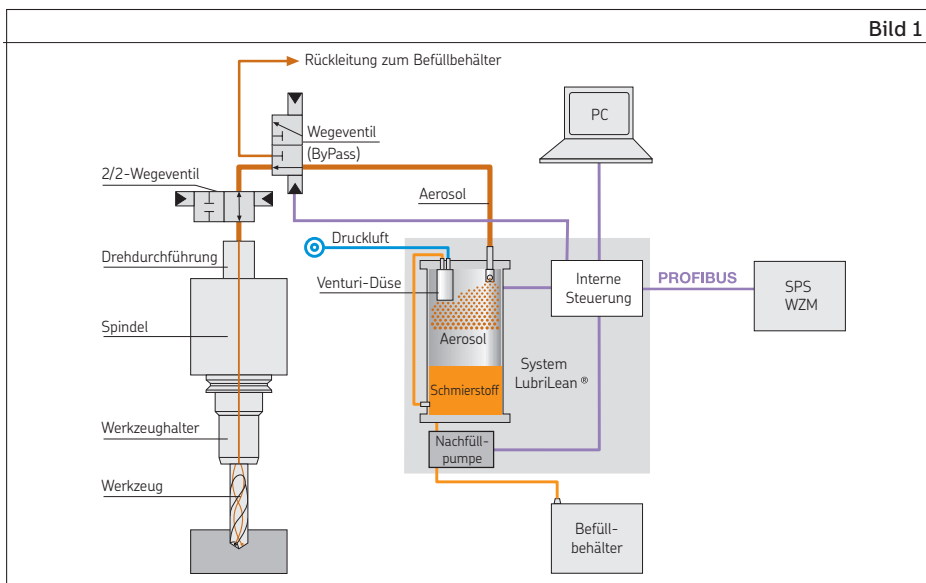 Bild 1
Rückleitung zum Befüllbehälter
Wegeventil
(ByPass)
PC
2/2-Wegeventil
Aerosol
Druckluft
Drehdurchführung
Venturi-Düse
Interne
Steuerung
PROFIBUS
SPS
WZM
Spindel
Aerosol
System
LubriLean ®
Schmierstoff
Werkzeughalter
Nachfüll-
pumpe
Werkzeug
Befüll-
behälter